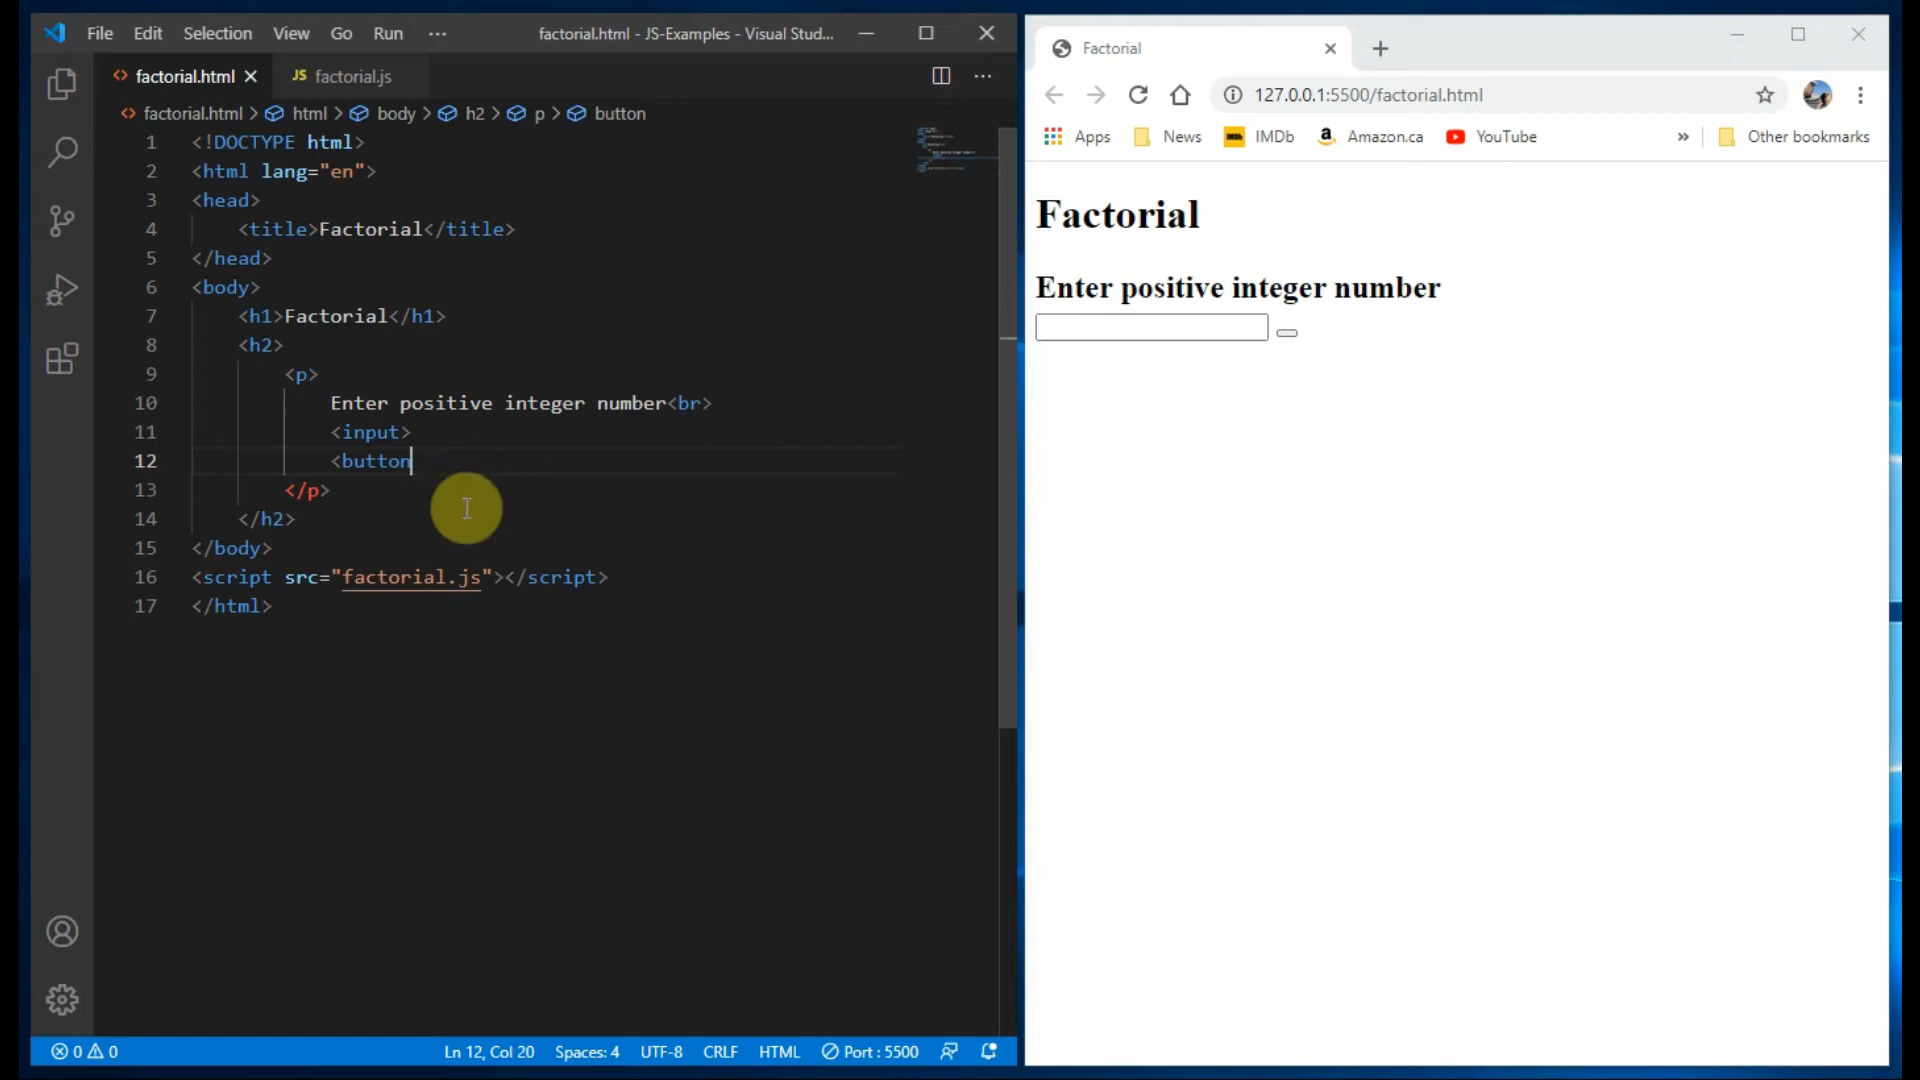 File Edit Selection View Go Run ··· factorial.html - JS-Examples - Visual Stud...
factorial.html JS factorial.js ···
factorial.html > html > body > h2 > p > button
1 <!DOCTYPE html>
2 <html lang="en">
3 <head>
4 <title>Factorial</title>
5 </head>
6 <body>
7 <h1>Factorial</h1>
8 <h2>
9 <p>
10 Enter positive integer number<br>
11 <input>
12 <button
13 </p>
14 </h2>
15 </body>
16 <script src="factorial.js"></script>
17 </html>
0 0 Ln 12, Col 20 Spaces: 4 UTF-8 CRLF HTML Port : 5500
Factorial
127.0.0.1:5500/factorial.html
Apps News IMDb IMDb a Amazon.ca YouTube » Other bookmarks
Factorial
Enter positive integer number